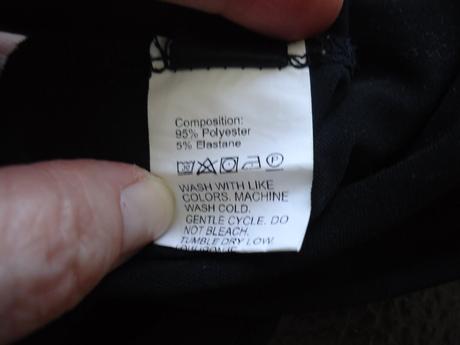 Composition:
95% Polyester
5% Elastane
WASH WITH LIKE
COLORS. MACHINE
WASH COLD.
GENTLE CYCLE. DO
NOT BLEACH.
TUMBLE DRY LOW